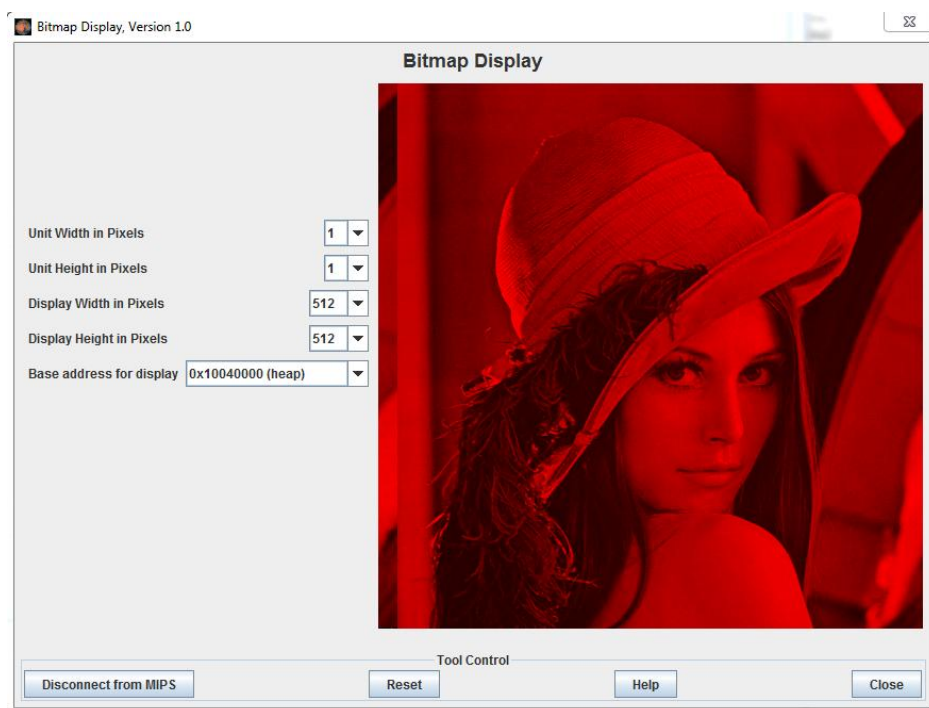 Bitmap Display, Version 1.0
Bitmap Display
Unit Width in Pixels 1
Unit Height in Pixels 1
Display Width in Pixels 512
Display Height in Pixels 512
Base address for display 0x10040000 (heap)
Tool Control
Disconnect from MIPS Reset Help Close